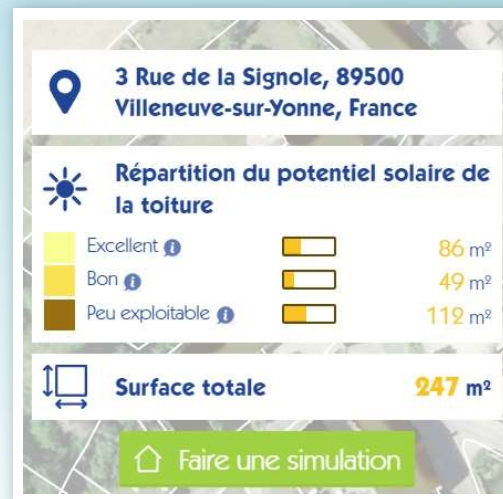 3 Rue de la Signole, 89500
Villeneuve-sur-Yonne, France
Répartition du potentiel solaire de
la toiture
Excellent i 86 m²
Bon i 49 m²
Peu exploitable i 112 m²
Surface totale 247 m²
Faire une simulation